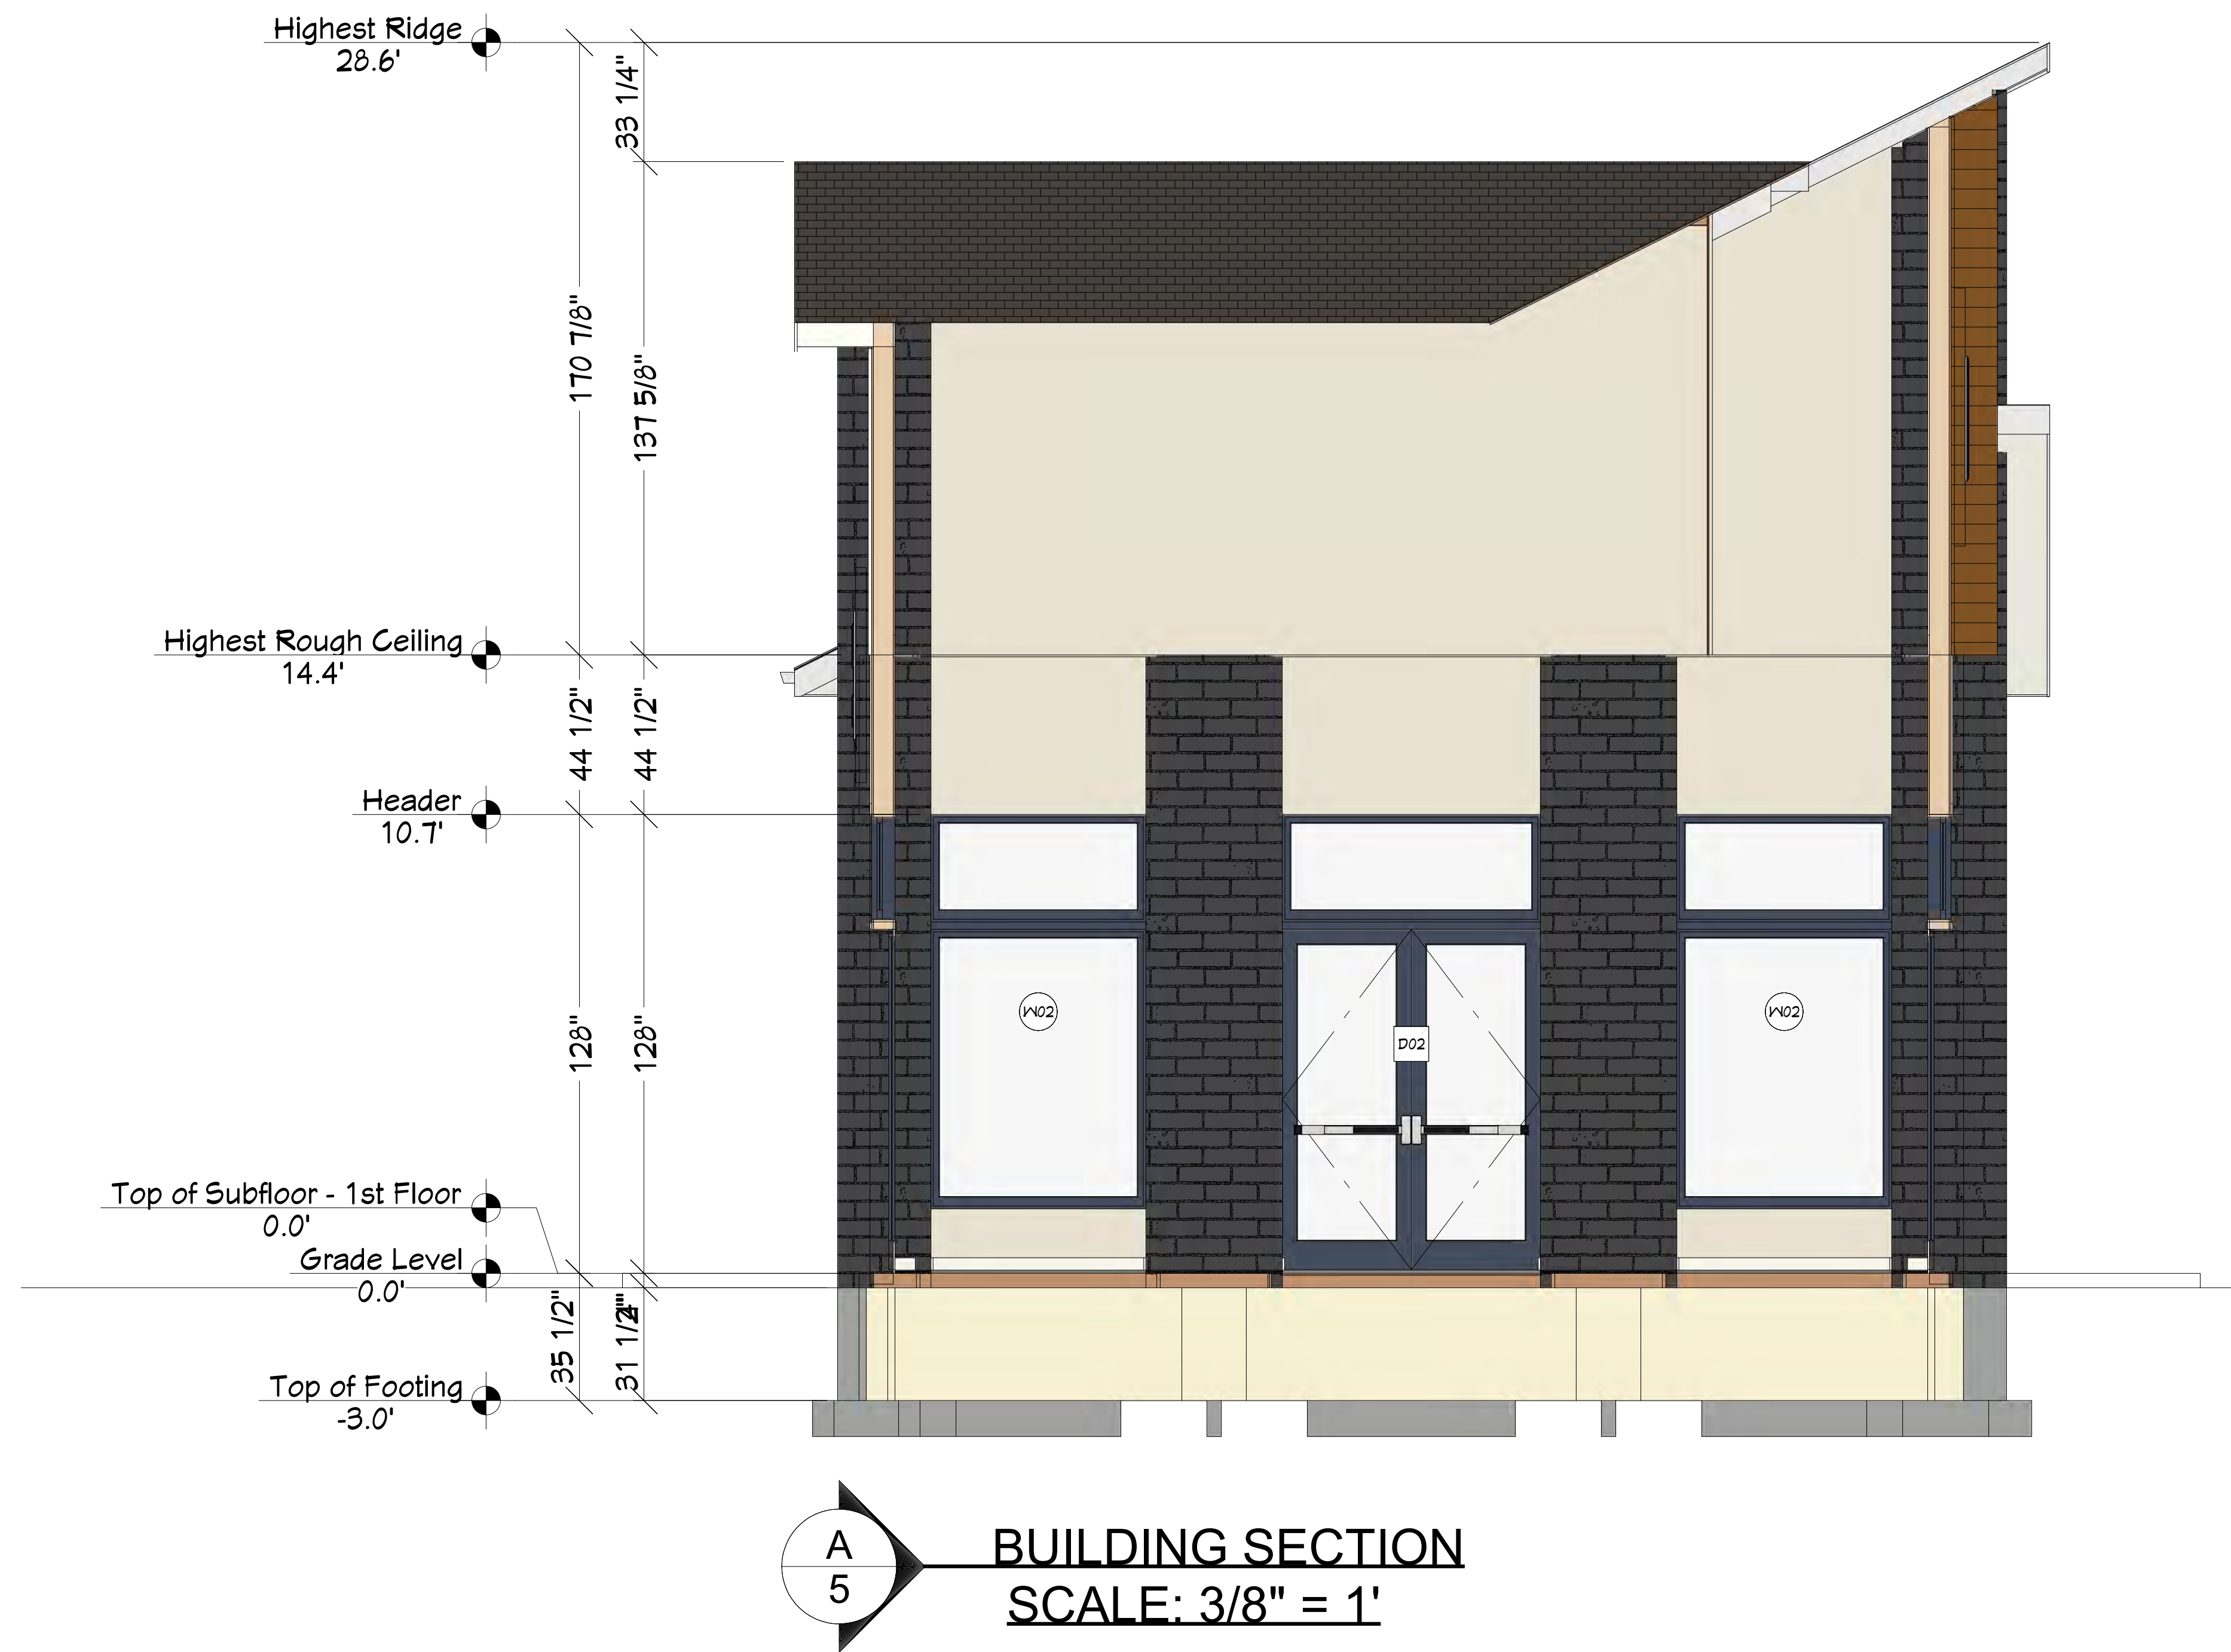 Highest Ridge
28.6'
33 1/4"
170 7/8"
137 5/8"
Highest Rough Ceiling
14.4'
44 1/2"
44 1/2"
Header
10.7'
128"
128"
W02
D02
W02
Top of Subfloor - 1st Floor
0.0'
Grade Level
0.0'
35 1/2"
31 1/2"
Top of Footing
-3.0'
A
5
BUILDING SECTION
SCALE: 3/8" = 1'